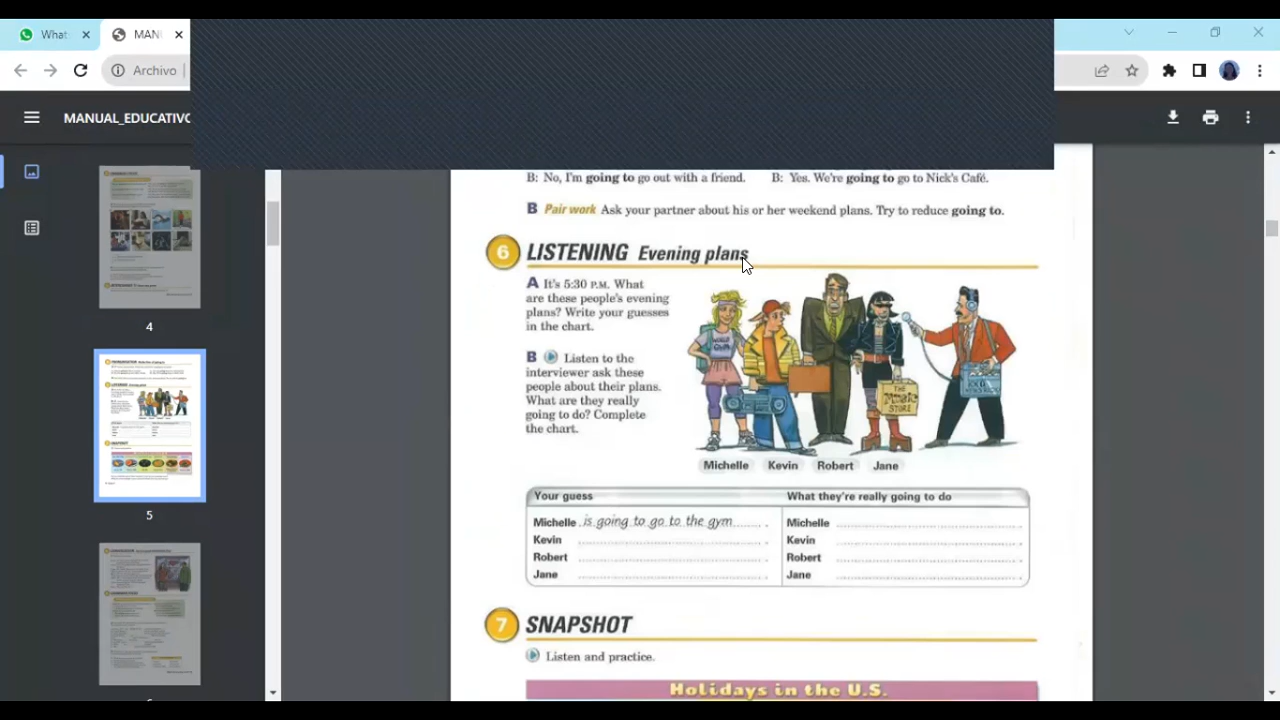 What
MAN
Archivo
MANUAL_EDUCATIVO
4
5
B: No, I'm going to go out with a friend. B: Yes. We're going to go to Nick's Café.
B Pair work Ask your partner about his or her weekend plans. Try to reduce going to.
6 LISTENING Evening plans
A It's 5:30 P.M. What
are these people's evening
plans? Write your guesses
in the chart.
B Listen to the
interviewer ask these
people about their plans.
What are they really
going to do? Complete
the chart.
THE
MUSIC
STORE
Michelle Kevin Robert Jane
Your guess What they're really going to do
Michelle is going to go to the gym. Michelle
Kevin Kevin
Robert Robert
Jane Jane
7 SNAPSHOT
Listen and practice.
Holidays in the U.S.